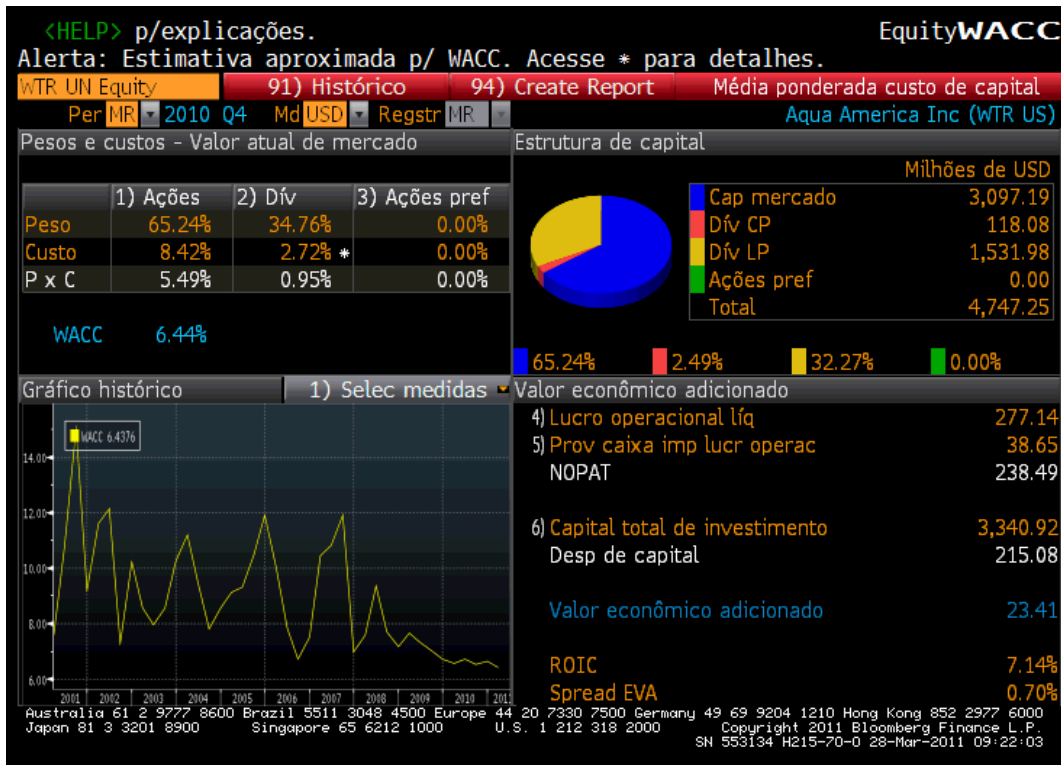 <HELP> p/explicações. EquityWACC
Alerta: Estimativa aproximada p/ WACC. Acesse * para detalhes.
WTR UN Equity 91) Histórico 94) Create Report Média ponderada custo de capital
Per MR 2010 Q4 Md USD Regstr MR Aqua America Inc (WTR US)
Pesos e custos - Valor atual de mercado
1) Ações 2) Dív 3) Ações pref
Peso 65.24% 34.76% 0.00%
Custo 8.42% 2.72% * 0.00%
P x C 5.49% 0.95% 0.00%
WACC 6.44%
Estrutura de capital
Milhões de USD
Cap mercado 3,097.19
Dív CP 118.08
Dív LP 1,531.98
Ações pref 0.00
Total 4,747.25
65.24% 2.49% 32.27% 0.00%
Gráfico histórico 1) Selec medidas
WACC 6.4376
14.00
12.00
10.00
8.00
6.00
2001 2002 2003 2004 2005 2006 2007 2008 2009 2010 201
Valor econômico adicionado
4) Lucro operacional líq 277.14
5) Prov caixa imp lucr operac 38.65
NOPAT 238.49
6) Capital total de investimento 3,340.92
Desp de capital 215.08
Valor econômico adicionado 23.41
ROIC 7.14%
Spread EVA 0.70%
Australia 61 2 9777 8600 Brazil 5511 3048 4500 Europe 44 20 7330 7500 Germany 49 69 9204 1210 Hong Kong 852 2977 6000
Japan 81 3 3201 8900 Singapore 65 6212 1000 U.S. 1 212 318 2000 Copyright 2011 Bloomberg Finance L.P.
SN 553134 H215-70-0 28-Mar-2011 09:22:03